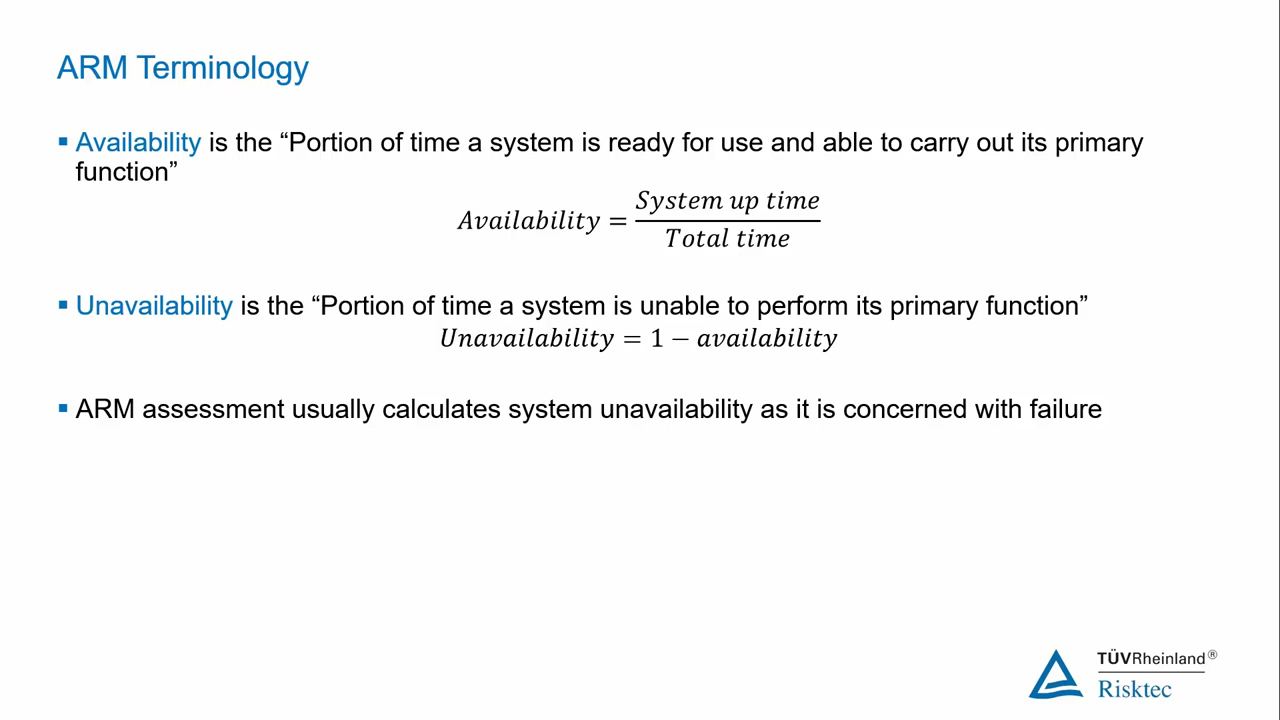 ARM Terminology
▪ Availability is the “Portion of time a system is ready for use and able to carry out its primary
function”
Availability = System up time / Total time
▪ Unavailability is the “Portion of time a system is unable to perform its primary function”
Unavailability = 1 − availability
▪ ARM assessment usually calculates system unavailability as it is concerned with failure
TÜVRheinland®
Risktec